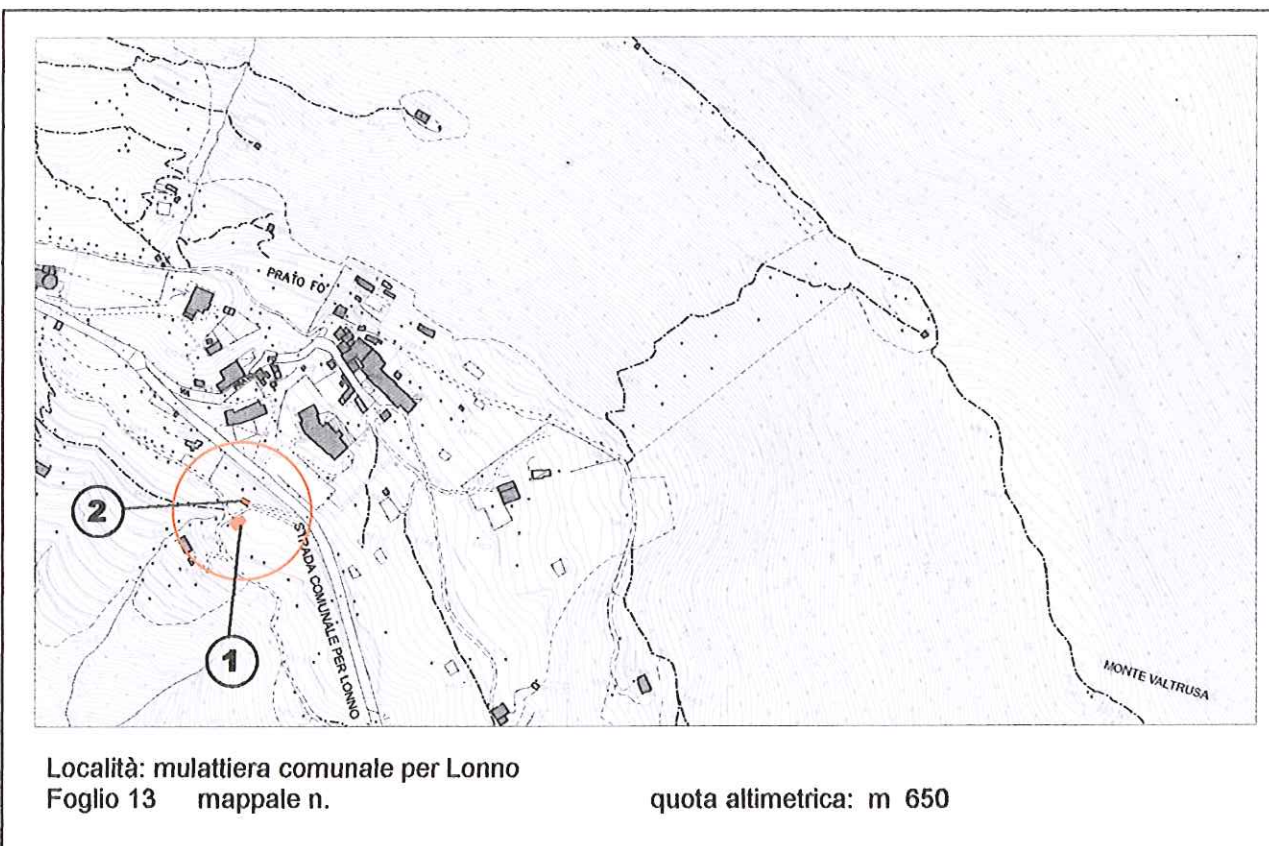 PRATO FO'
2
1
STRADA COMUNALE PER LONNO
MONTE VALTRUSA
Località: mulattiera comunale per Lonno
Foglio 13 mappale n. quota altimetrica: m 650